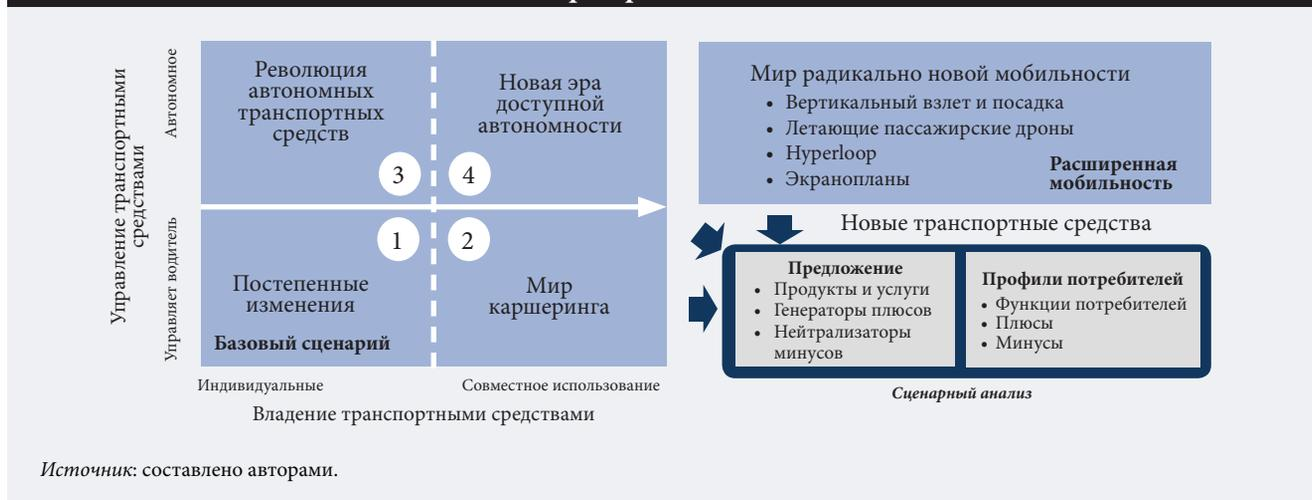 Управление транспортными
средствами
Автономное
Управляет водитель
Революция
автономных
транспортных
средств
3
Новая эра
доступной
автономности
4
1
Постепенные
изменения
Базовый сценарий
2
Мир
каршеринга
Индивидуальные
Совместное использование
Владение транспортными средствами
Мир радикально новой мобильности
• Вертикальный взлет и посадка
• Летающие пассажирские дроны
• Hyperloop
• Экранопланы
Расширенная
мобильность
Новые транспортные средства
Предложение
• Продукты и услуги
• Генераторы плюсов
• Нейтрализаторы
минусов
Профили потребителей
• Функции потребителей
• Плюсы
• Минусы
Сценарный анализ
Источник: составлено авторами.